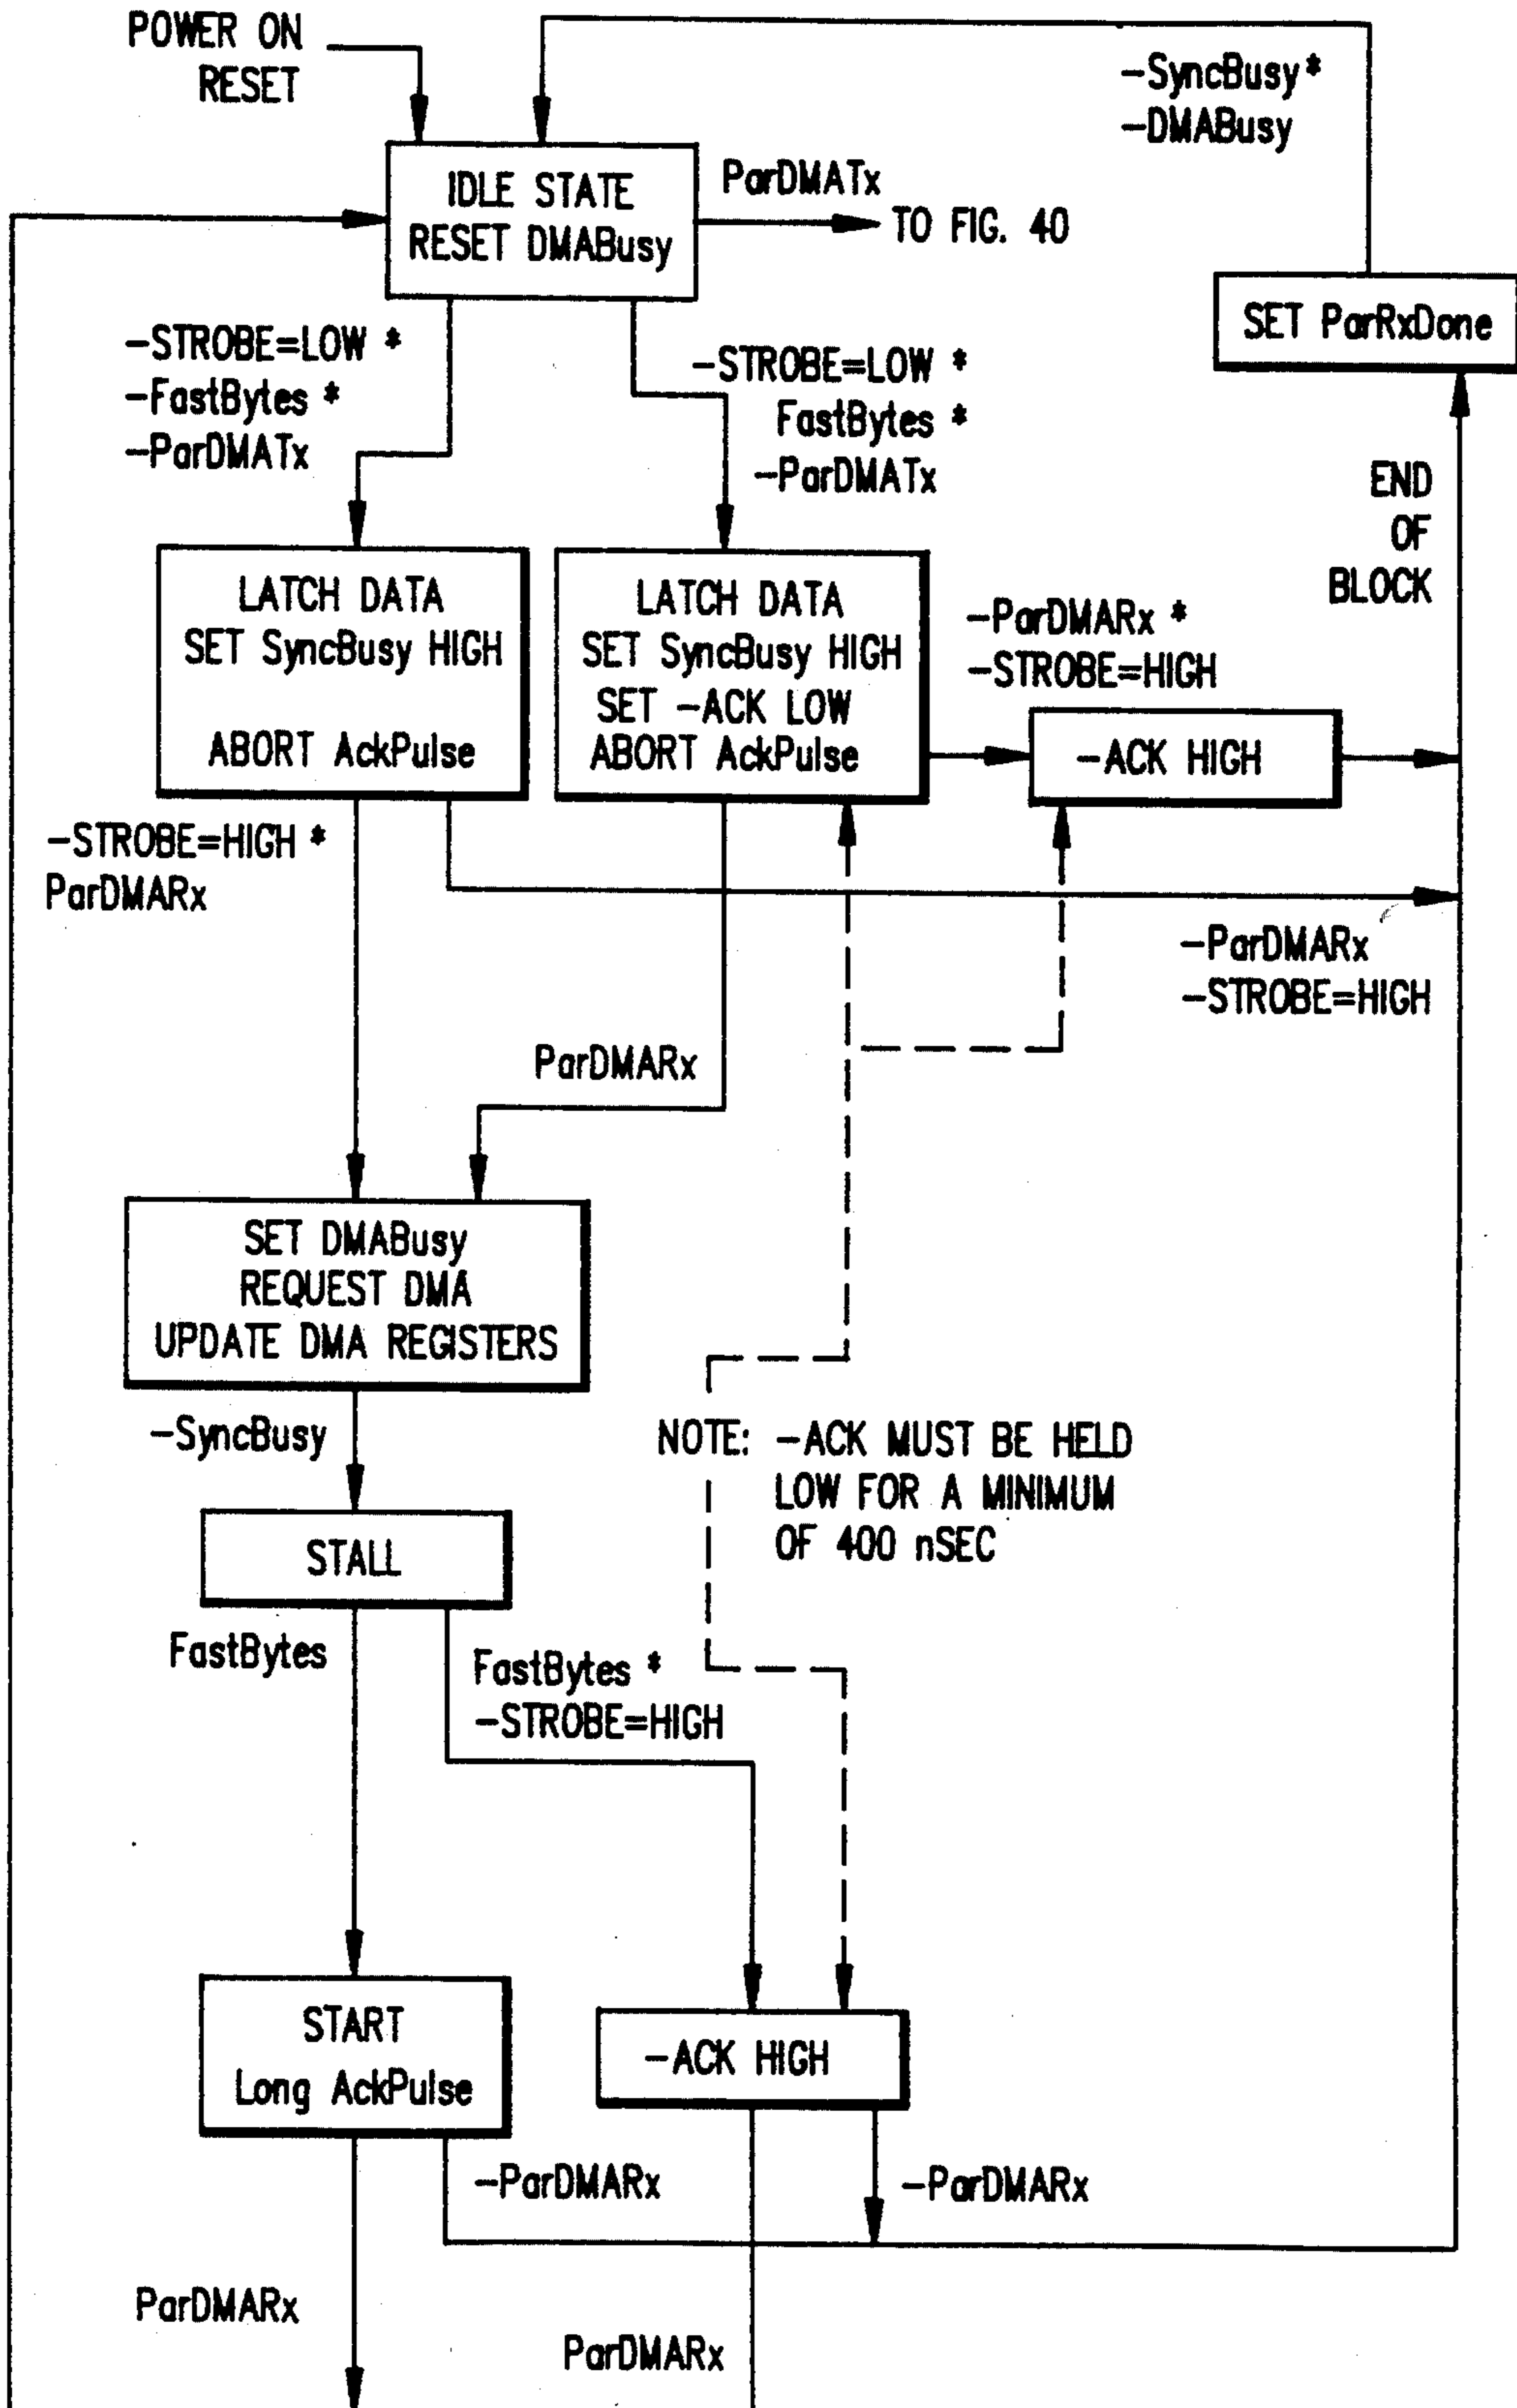 POWER ON
RESET
-SyncBusy *
-DMABusy
IDLE STATE
RESET DMABusy
ParDMATx
TO FIG. 40
SET ParRxDone
-STROBE=LOW *
-FastBytes *
-ParDMATx
-STROBE=LOW *
FastBytes *
-ParDMATx
END
OF
BLOCK
LATCH DATA
SET SyncBusy HIGH
ABORT AckPulse
LATCH DATA
SET SyncBusy HIGH
SET -ACK LOW
ABORT AckPulse
-ParDMARx *
-STROBE=HIGH
-ACK HIGH
-STROBE=HIGH *
ParDMARx
-ParDMARx
-STROBE=HIGH
ParDMARx
SET DMABusy
REQUEST DMA
UPDATE DMA REGISTERS
-SyncBusy
NOTE: -ACK MUST BE HELD
LOW FOR A MINIMUM
OF 400 nSEC
STALL
FastBytes
FastBytes *
-STROBE=HIGH
START
Long AckPulse
-ACK HIGH
-ParDMARx
-ParDMARx
ParDMARx
ParDMARx